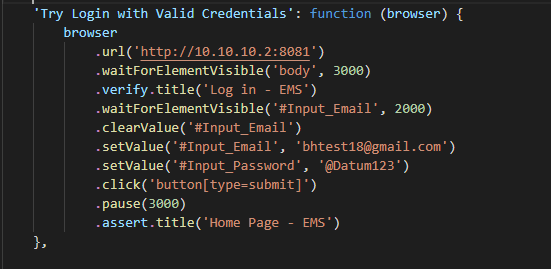 'Try Login with Valid Credentials': function (browser) {
browser
.url('http://10.10.10.2:8081')
.waitForElementVisible('body', 3000)
.verify.title('Log in - EMS')
.waitForElementVisible('#Input_Email', 2000)
.clearValue('#Input_Email')
.setValue('#Input_Email', 'bhtest18@gmail.com')
.setValue('#Input_Password', '@Datum123')
.click('button[type=submit]')
.pause(3000)
.assert.title('Home Page - EMS')
},